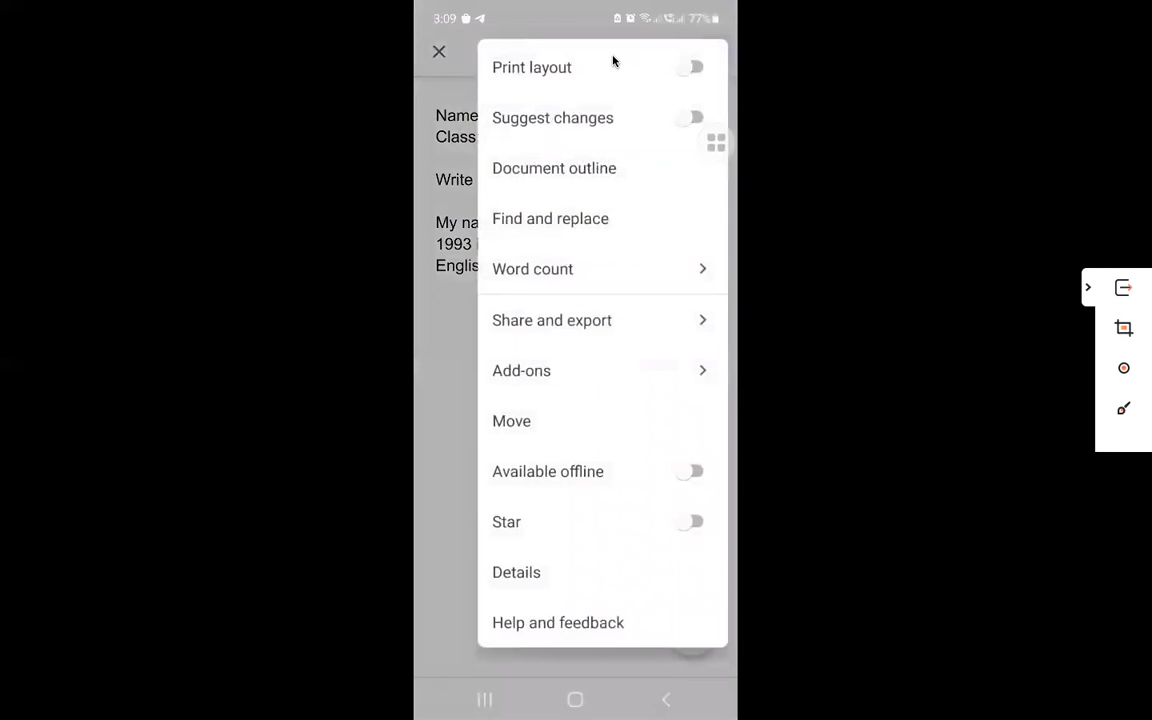 3:09 77%
Print layout
Name
Suggest changes
Class
Document outline
Write
Find and replace
My na
1993
Englis
Word count
Share and export
Add-ons
Move
Available offline
Star
Details
Help and feedback